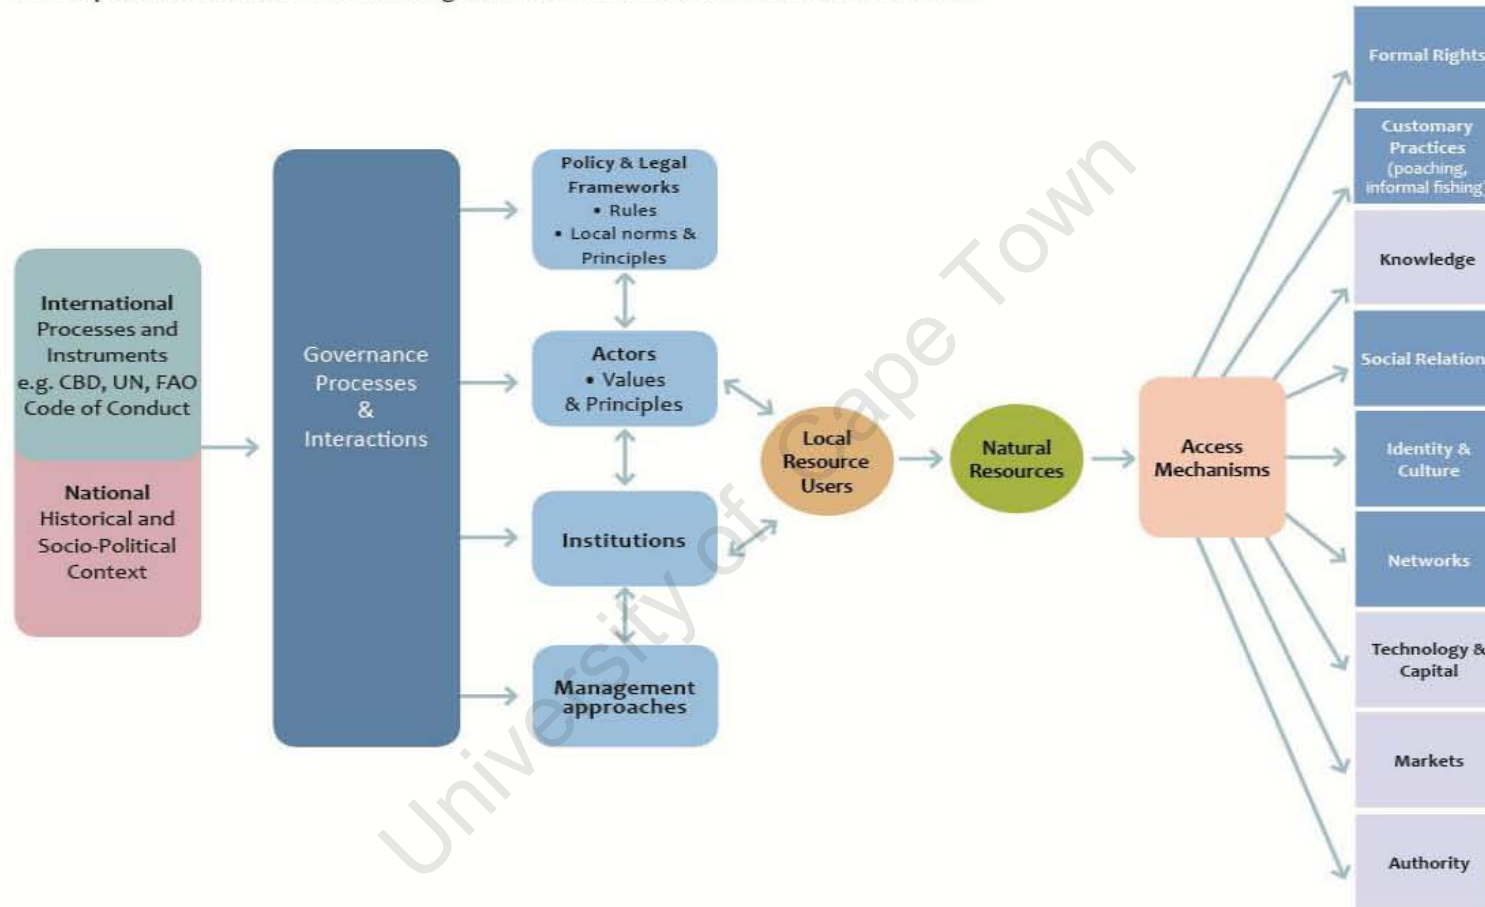 International
Processes and
Instruments
e.g. CBD, UN, FAO
Code of Conduct
National
Historical and
Socio-Political
Context
Governance
Processes
&
Interactions
Policy & Legal
Frameworks
• Rules
• Local norms &
Principles
Actors
• Values
& Principles
Institutions
Management
approaches
Local
Resource
Users
Natural
Resources
Access
Mechanisms
Formal Rights
Customary
Practices
(poaching,
informal fishing)
Knowledge
Social Relation
Identity &
Culture
Networks
Technology &
Capital
Markets
Authority
University of Cape Town